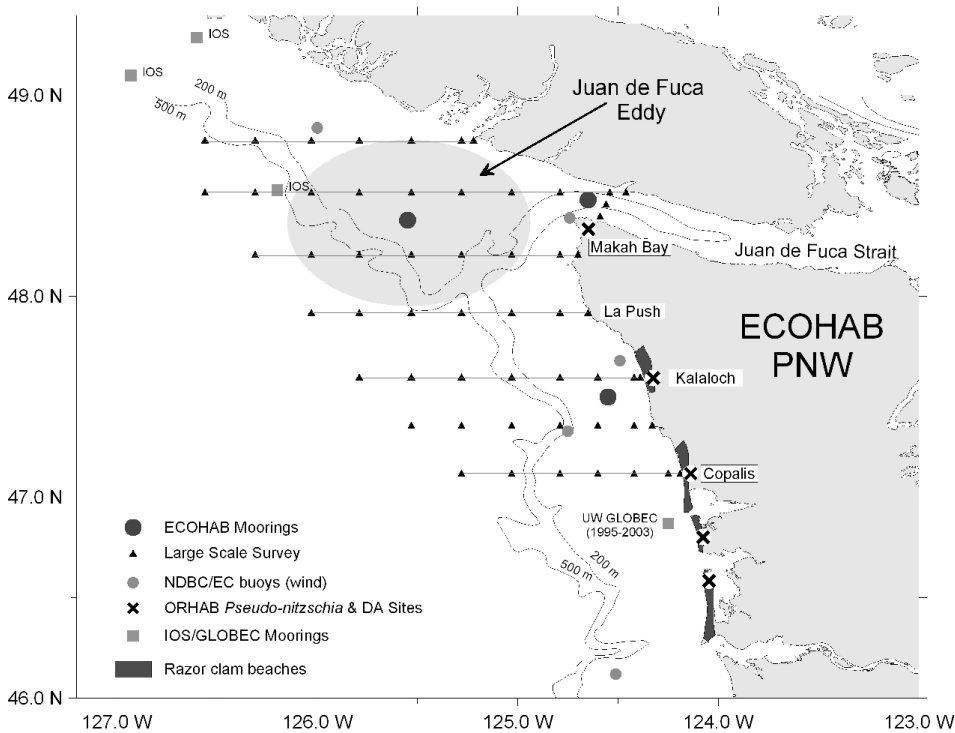 IOS
IOS
49.0 N
200 m
500 m
Juan de Fuca
Eddy
IOS
Makah Bay
Juan de Fuca Strait
48.0 N
La Push
ECOHAB
PNW
Kalaloch
Copalis
47.0 N
UW GLOBEC
(1995-2003)
ECOHAB Moorings
Large Scale Survey
NDBC/EC buoys (wind)
ORHAB Pseudo-nitzschia & DA Sites
IOS/GLOBEC Moorings
Razor clam beaches
200 m
500 m
46.0 N
127.0 W
126.0 W
125.0 W
124.0 W
123.0 W